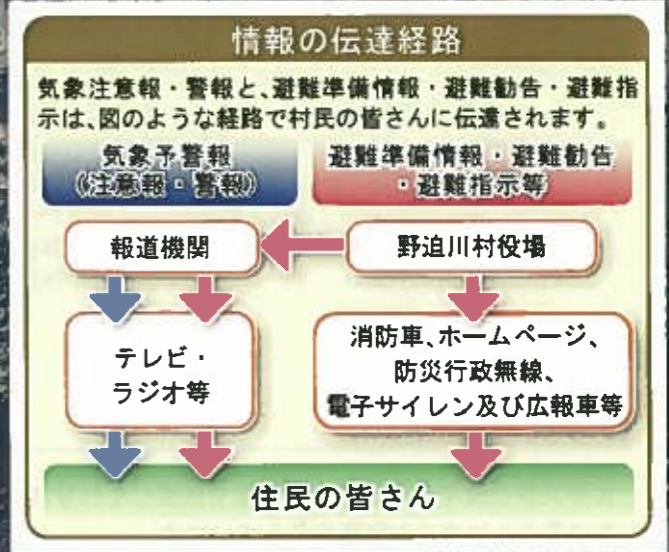 情報の伝達経路
気象注意報・警報と、避難準備情報・避難勧告・避難指
示は、図のような経路で村民の皆さんに伝達されます。
気象予警報
(注意報・警報)
避難準備情報・避難勧告
・避難指示等
報道機関
野迫川村役場
テレビ・
ラジオ等
消防車、ホームページ、
防災行政無線、
電子サイレン及び広報車等
住民の皆さん